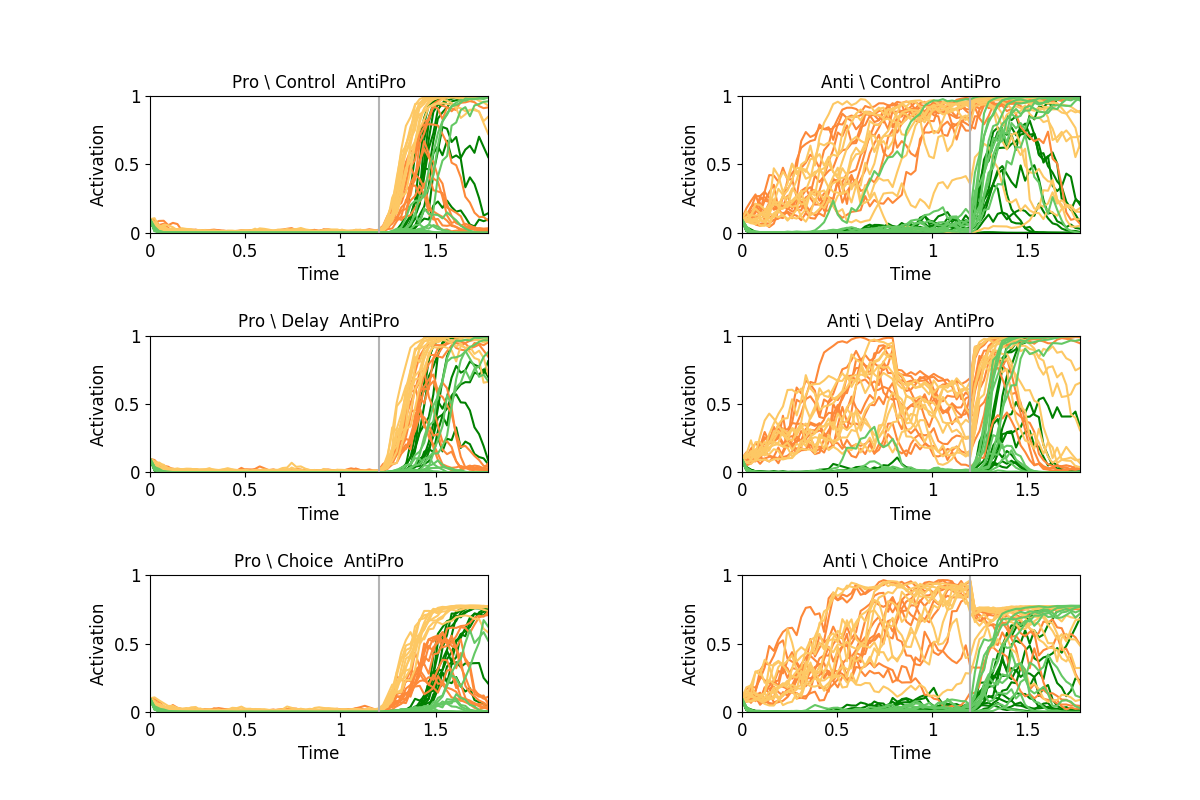 Pro \ Control  AntiPro
1
0.5
0
Activation
0 0.5 1 1.5
Time
Anti \ Control  AntiPro
1
0.5
0
Activation
0 0.5 1 1.5
Time
Pro \ Delay  AntiPro
1
0.5
0
Activation
0 0.5 1 1.5
Time
Anti \ Delay  AntiPro
1
0.5
0
Activation
0 0.5 1 1.5
Time
Pro \ Choice  AntiPro
1
0.5
0
Activation
0 0.5 1 1.5
Time
Anti \ Choice  AntiPro
1
0.5
0
Activation
0 0.5 1 1.5
Time